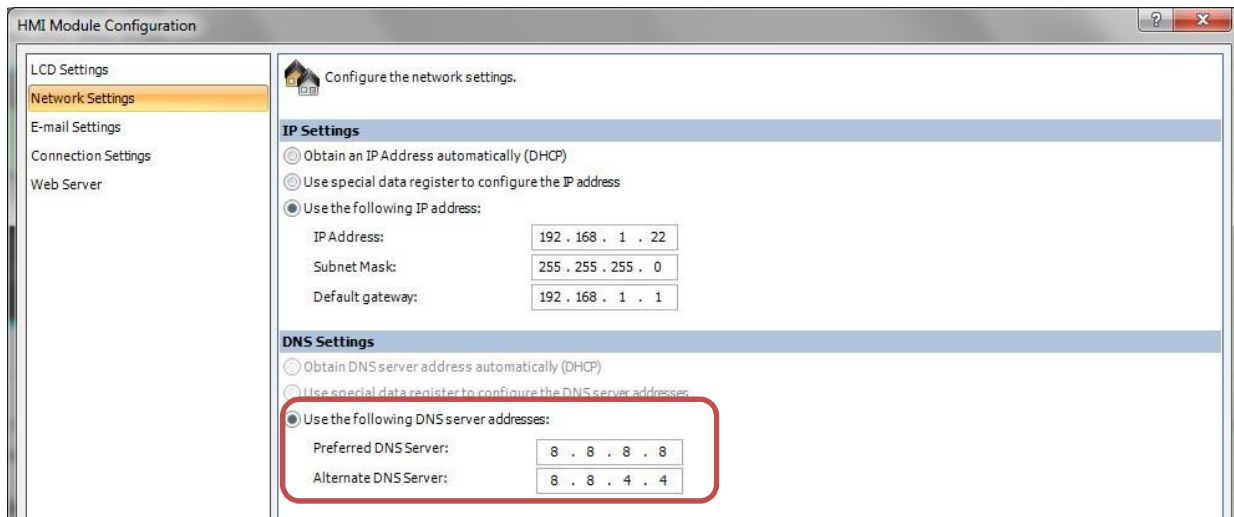 HMI Module Configuration
LCD Settings
Network Settings
E-mail Settings
Connection Settings
Web Server
Configure the network settings.
IP Settings
Obtain an IP Address automatically (DHCP)
Use special data register to configure the IP address
Use the following IP address:
IP Address: 192 . 168 . 1 . 22
Subnet Mask: 255 . 255 . 255 . 0
Default gateway: 192 . 168 . 1 . 1
DNS Settings
Obtain DNS server address automatically (DHCP)
Use special data register to configure the DNS server addresses
Use the following DNS server addresses:
Preferred DNS Server: 8 . 8 . 8 . 8
Alternate DNS Server: 8 . 8 . 4 . 4